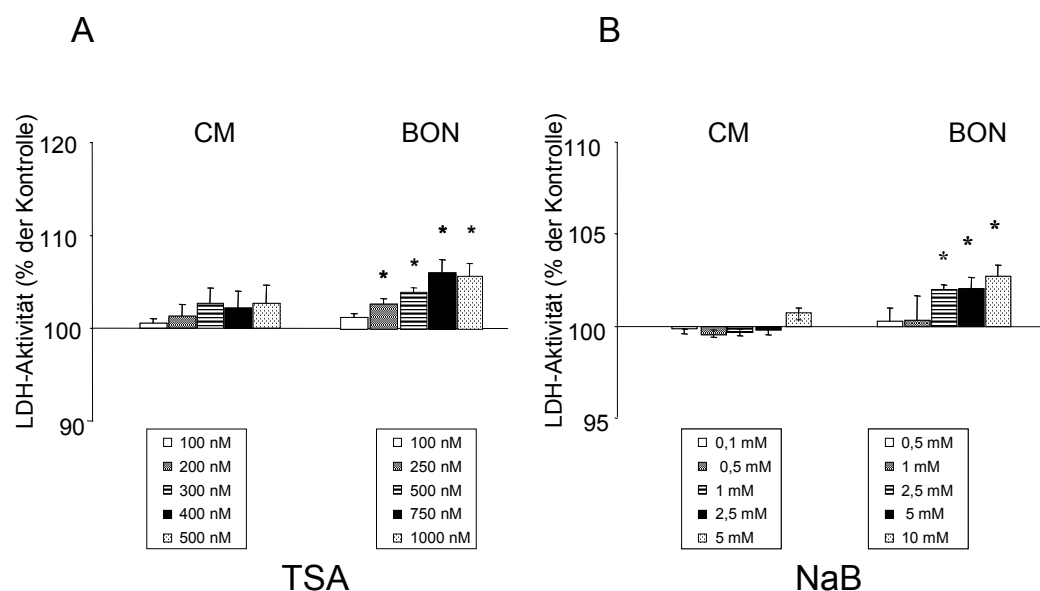 A
B
LDH-Aktivität (% der Kontrolle)
120
110
100
90
CM
BON
*
*
*
*
100 nM
200 nM
300 nM
400 nM
500 nM
100 nM
250 nM
500 nM
750 nM
1000 nM
TSA
LDH-Aktivität (% der Kontrolle)
110
105
100
95
CM
BON
*
*
*
0,1 mM
0,5 mM
1 mM
2,5 mM
5 mM
0,5 mM
1 mM
2,5 mM
5 mM
10 mM
NaB